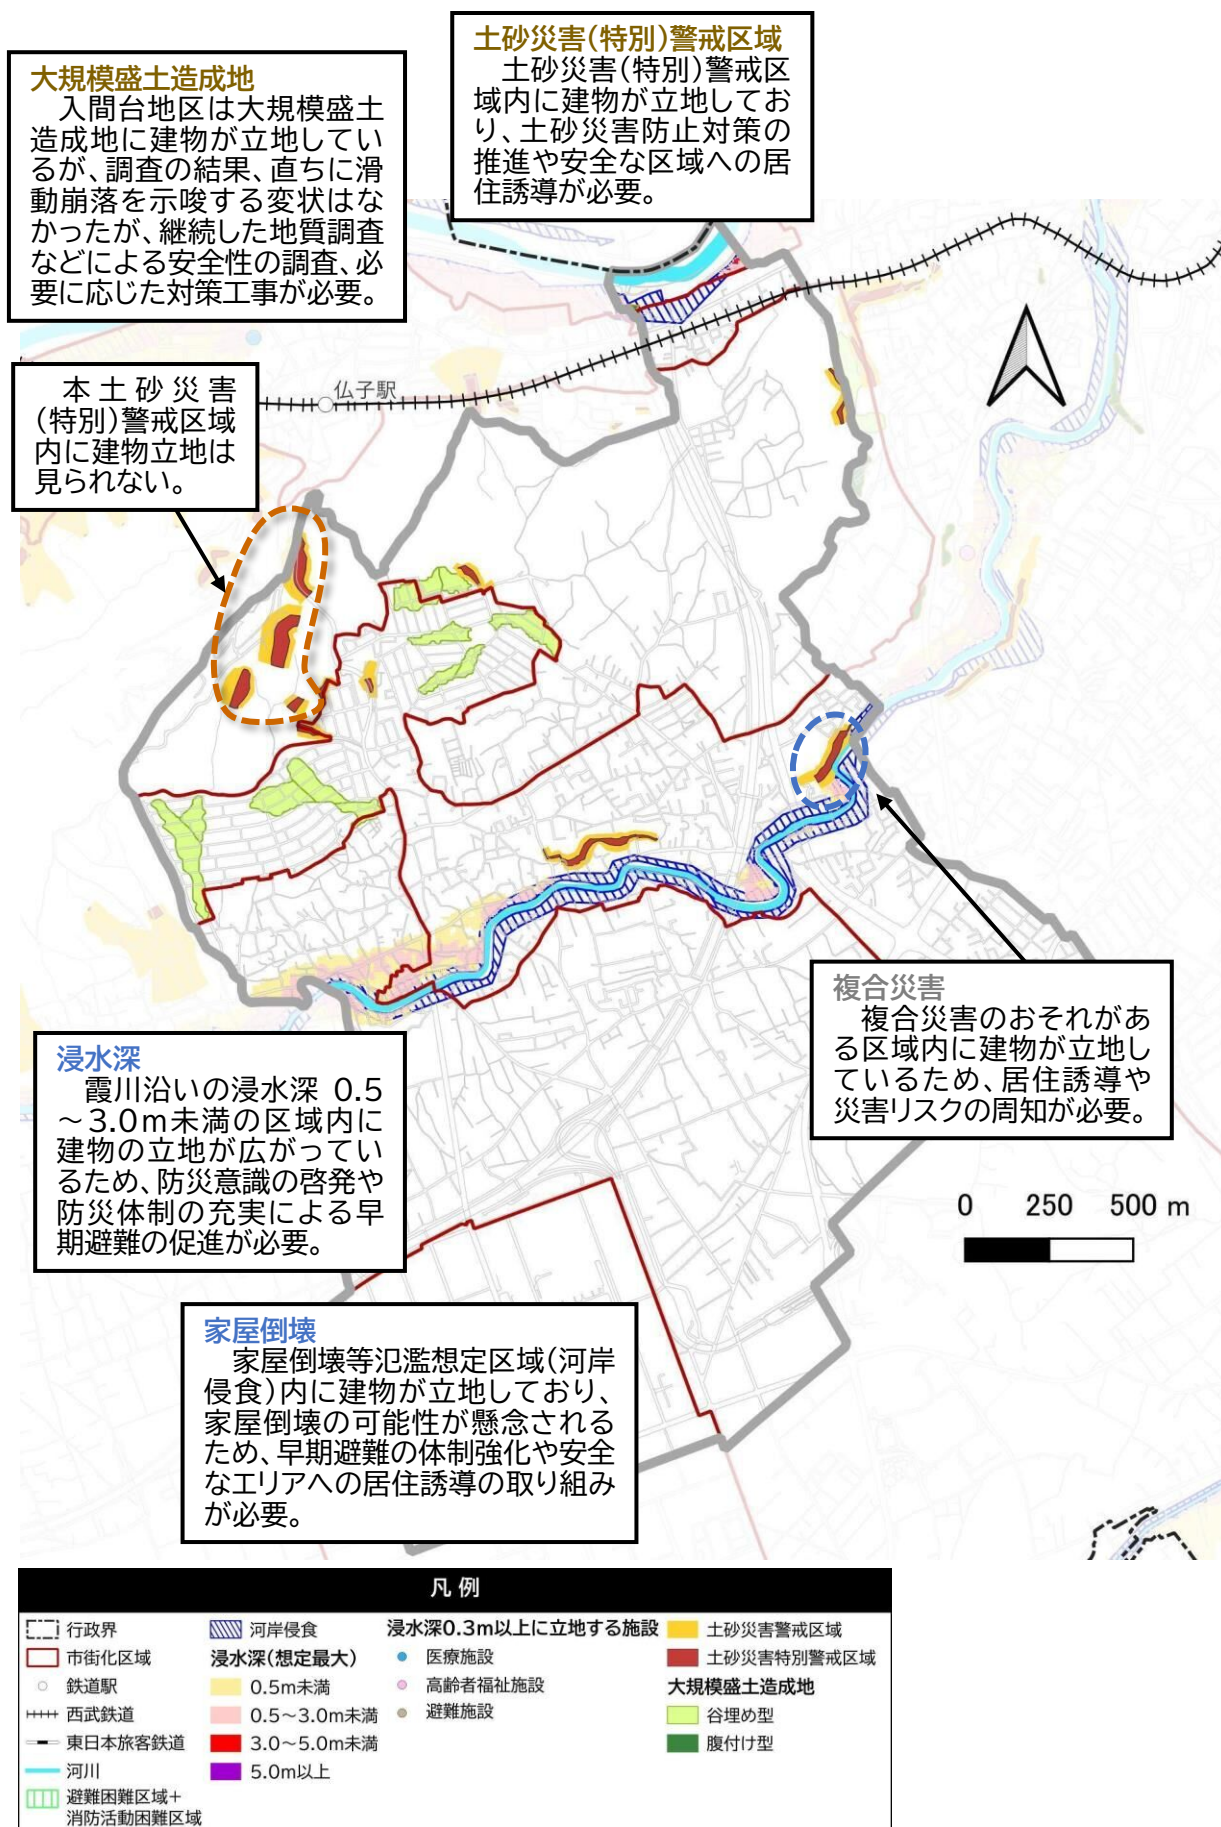 土砂災害(特別)警戒区域
土砂災害(特別)警戒区
域内に建物が立地してお
り、土砂災害防止対策の
推進や安全な区域への居
住誘導が必要。
大規模盛土造成地
入間台地区は大規模盛土
造成地に建物が立地してい
るが、調査の結果、直ちに滑
動崩落を示唆する変状はな
かったが、継続した地質調査
などによる安全性の調査、必
要に応じた対策工事が必要。
本土砂災害
(特別)警戒区域
内に建物立地は
見られない。
仏子駅
複合災害
複合災害のおそれがあ
る区域内に建物が立地し
ているため、居住誘導や
災害リスクの周知が必要。
浸水深
霞川沿いの浸水深 0.5
～3.0m未満の区域内に
建物の立地が広がってい
るため、防災意識の啓発や
防災体制の充実による早
期避難の促進が必要。
0 250 500 m
家屋倒壊
家屋倒壊等氾濫想定区域(河岸
侵食)内に建物が立地しており、
家屋倒壊の可能性が懸念される
ため、早期避難の体制強化や安全
なエリアへの居住誘導の取り組み
が必要。
凡例
行政界
市街化区域
鉄道駅
西武鉄道
東日本旅客鉄道
河川
避難困難区域+
消防活動困難区域
河岸侵食
浸水深(想定最大)
0.5m未満
0.5～3.0m未満
3.0～5.0m未満
5.0m以上
浸水深0.3m以上に立地する施設
医療施設
高齢者福祉施設
避難施設
土砂災害警戒区域
土砂災害特別警戒区域
大規模盛土造成地
谷埋め型
腹付け型